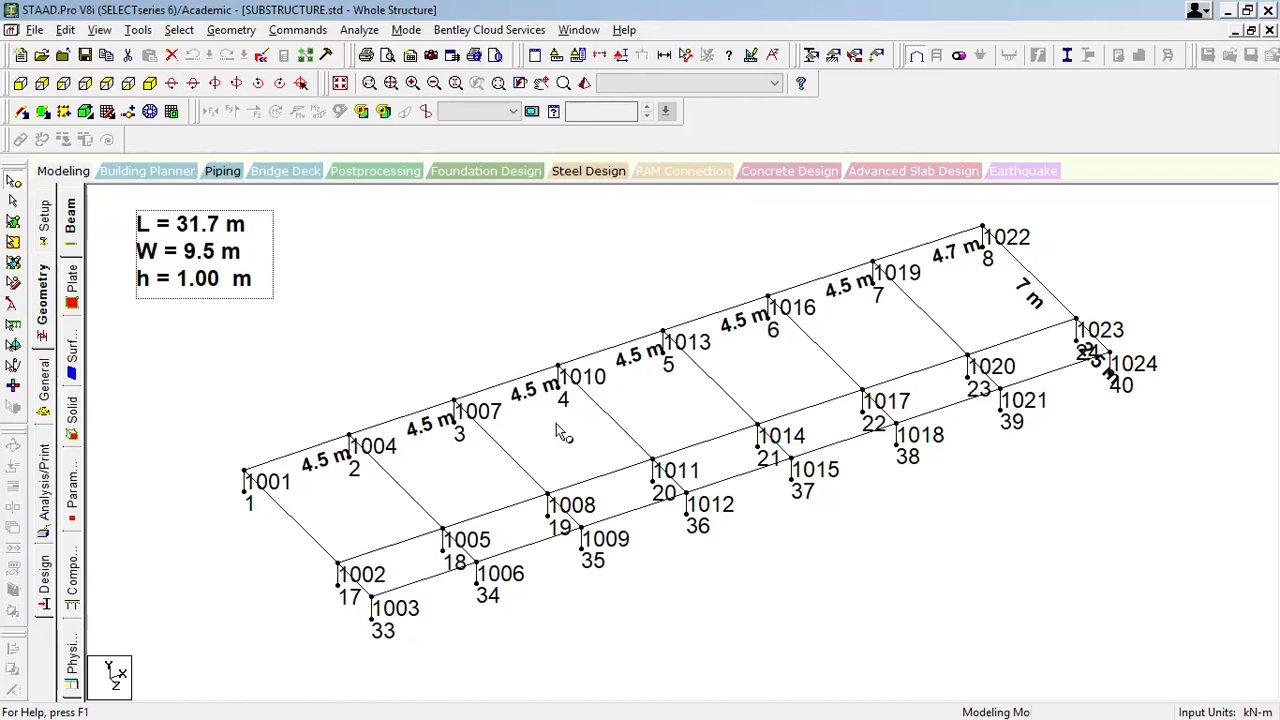 STAAD.Pro V8i (SELECTseries 6)/Academic - [SUBSTRUCTURE.std - Whole Structure]
File View Tools Select Geometry Commands Analyze Mode Bentley Cloud Services Window Help
Modeling Building Planner Piping Bridge Deck Postprocessing Foundation Design Steel Design RAM Connection Concrete Design Advanced Slab Design Earthquake
Setup
Geometry
General
Analysis/Print
Design
Beam
Plate
Surf...
Solid
Param...
Compo...
Physi...
L = 31.7 m
W = 9.5 m
h = 1.00 m
1022
8
4.7 m
1019
7
4.5 m
7 m
1016
6
4.5 m
1013
5
4.5 m
1010
4
4.5 m
1007
3
4.5 m
1004
2
4.5 m
1001
1
1023
24
1024
40
2.5 m
1020
23
1021
39
1017
22
1018
38
1014
21
1015
37
1011
20
1012
36
1008
19
1009
35
1005
18
1006
34
1002
17
1003
33
Y
X
Z
For Help, press F1
Modeling Mo
Input Units: kN-m